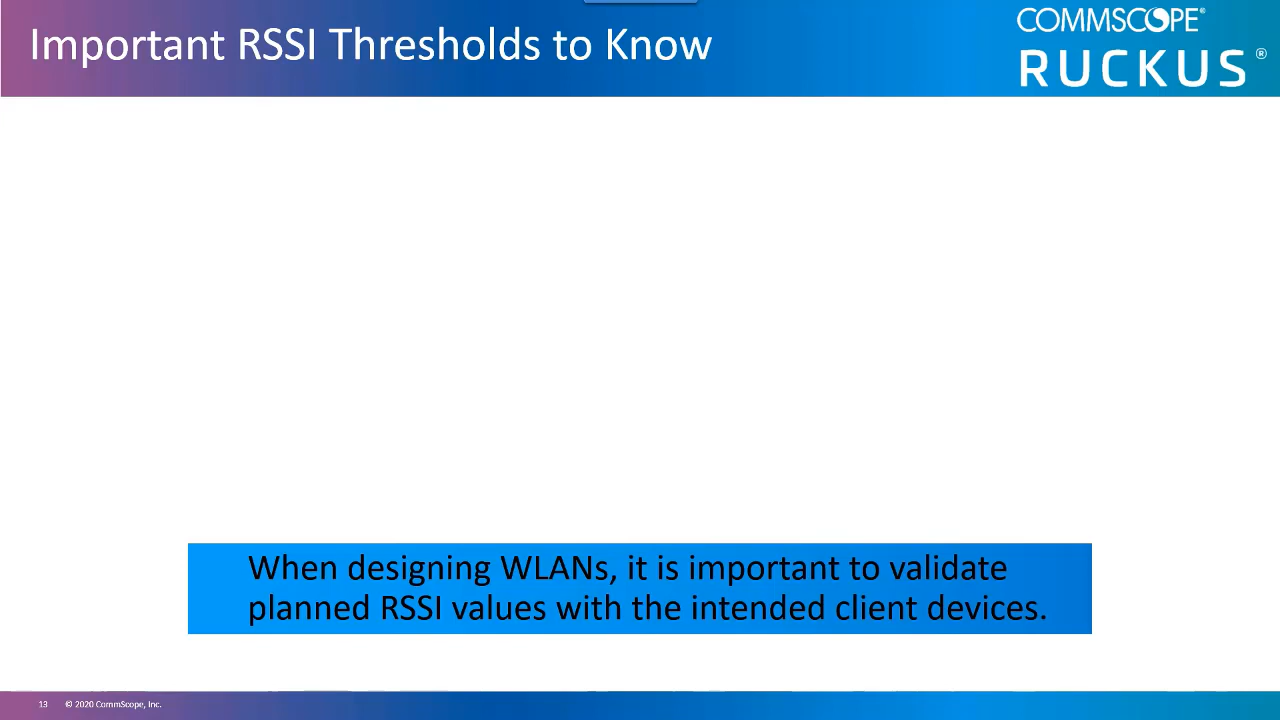 Important RSSI Thresholds to Know
COMMSCOPE®
RUCKUS®
When designing WLANs, it is important to validate
planned RSSI values with the intended client devices.
13 © 2020 CommScope, Inc.